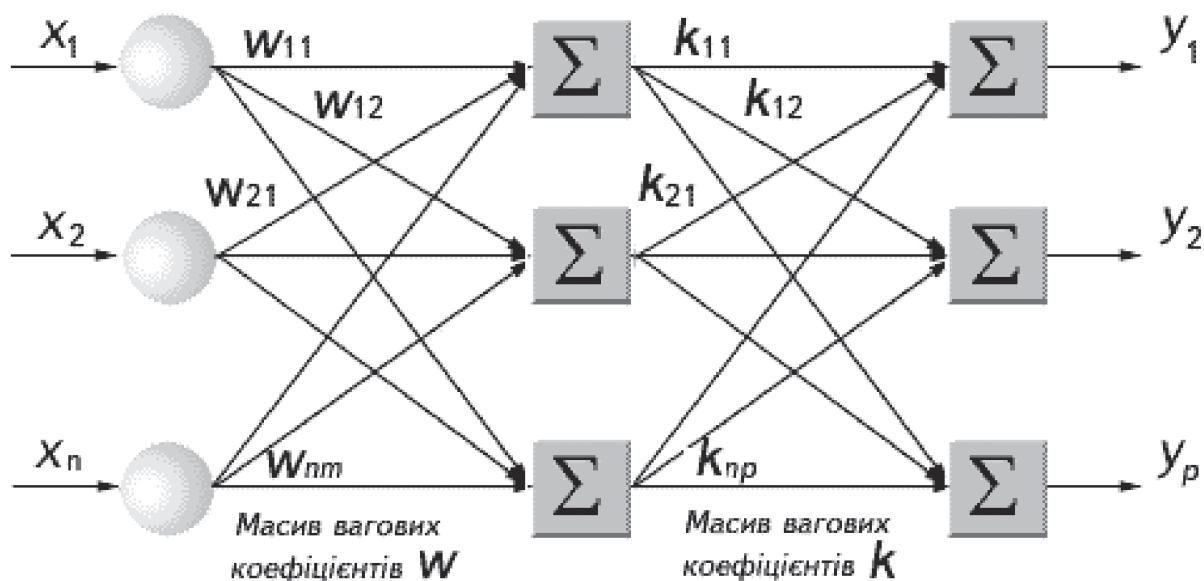 x1 w11 Σ k11 Σ y1
w12 k12
w21 k21
x2 Σ Σ y2
xn wnm Σ knp Σ yp
Масив вагових
коефіцієнтів w
Масив вагових
коефіцієнтів k